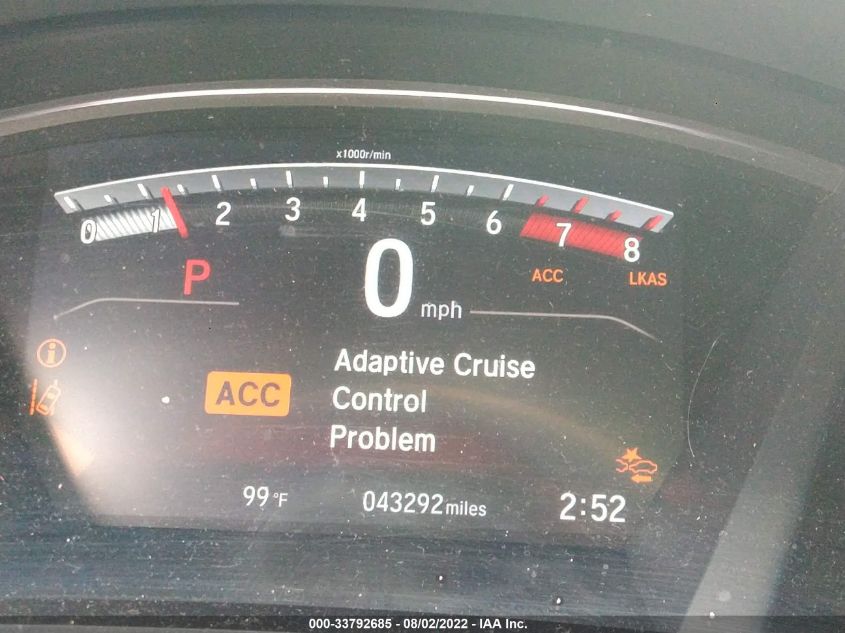 x1000r/min
0 1 2 3 4 5 6 7 8
P 0 mph ACC LKAS
ACC
Adaptive Cruise
Control
Problem
99°F 043292 miles 2:52
000-33792685 - 08/02/2022 - IAA Inc.